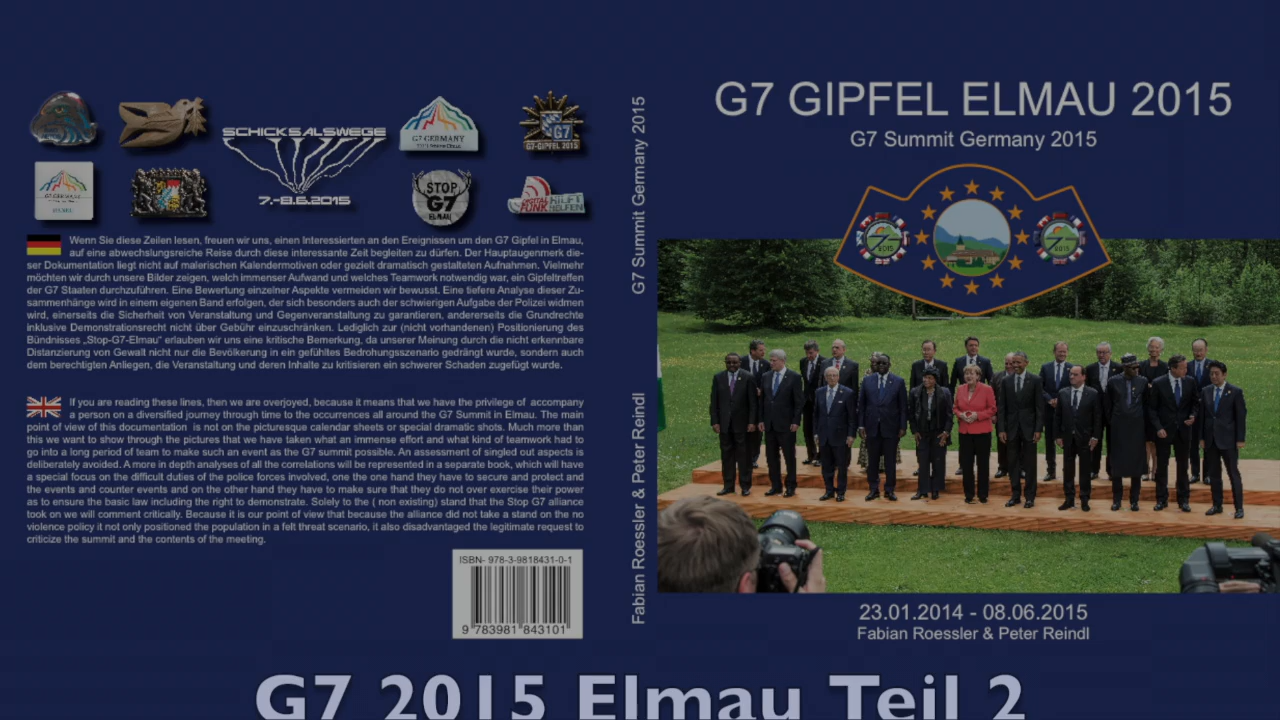 SCHICKSALSWEGE
7.-8.6.2015
G7 GERMANY
G7
G7-GIPFEL 2015
STOP
G7
ELMAU
DIGITAL
FUNK
HILFT
HELFEN
Wenn Sie diese Zeilen lesen, freuen wir uns, einen Interessierten an den Ereignissen um den G7 Gipfel in Elmau,
auf eine abwechslungsreiche Reise durch diese interessante Zeit begleiten zu dürfen. Der Hauptaugenmerk die-
ser Dokumentation liegt nicht auf malerischen Kalendermotiven oder gezielt dramatisch gestalteten Aufnahmen. Vielmehr
möchten wir durch unsere Bilder zeigen, welch immenser Aufwand und welches Teamwork notwendig war, ein Gipfeltreffen
der G7 Staaten durchzuführen. Eine Bewertung einzelner Aspekte vermeiden wir bewusst. Eine tiefere Analyse dieser Zu-
sammenhänge wird in einem eigenen Band erfolgen, der sich besonders auch der schwierigen Aufgabe der Polizei widmen
wird, einerseits die Sicherheit von Veranstaltung und Gegenveranstaltung zu garantieren, andererseits die Grundrechte
inklusive Demonstrationsrecht nicht über Gebühr einzuschränken. Lediglich zur (nicht vorhandenen) Positionierung des
Bündnisses „Stop-G7-Elmau“ erlauben wir uns eine kritische Bemerkung, da unserer Meinung durch die nicht erkennbare
Distanzierung von Gewalt nicht nur die Bevölkerung in ein gefühltes Bedrohungsszenario gedrängt wurde, sondern auch
dem berechtigten Anliegen, die Veranstaltung und deren Inhalte zu kritisieren ein schwerer Schaden zugefügt wurde.
If you are reading these lines, then we are overjoyed, because it means that we have the privilege of accompany
a person on a diversified journey through time to the occurrences all around the G7 Summit in Elmau. The main
point of view of this documentation is not on the picturesque calendar sheets or special dramatic shots. Much more than
this we want to show through the pictures that we have taken what an immense effort and what kind of teamwork had to
go into a long period of team to make such an event as the G7 summit possible. An assessment of singled out aspects is
deliberately avoided. A more in depth analyses of all the correlations will be represented in a separate book, which will have
a special focus on the difficult duties of the police forces involved, one the one hand they have to secure and protect and
the events and counter events and on the other hand they have to make sure that they do not over exercise their power
as to ensure the basic law including the right to demonstrate. Solely to the ( non existing) stand that the Stop G7 alliance
took on we will comment critically. Because it is our point of view that because the alliance did not take a stand on the no
violence policy it not only positioned the population in a felt threat scenario, it also disadvantaged the legitimate request to
criticize the summit and the contents of the meeting.
ISBN- 978-3-9818431-0-1
9 783981 843101
G7 Summit Germany 2015
Fabian Roessler & Peter Reindl
G7 GIPFEL ELMAU 2015
G7 Summit Germany 2015
2015
2015
23.01.2014 - 08.06.2015
Fabian Roessler & Peter Reindl
G7 2015 Elmau Teil 2